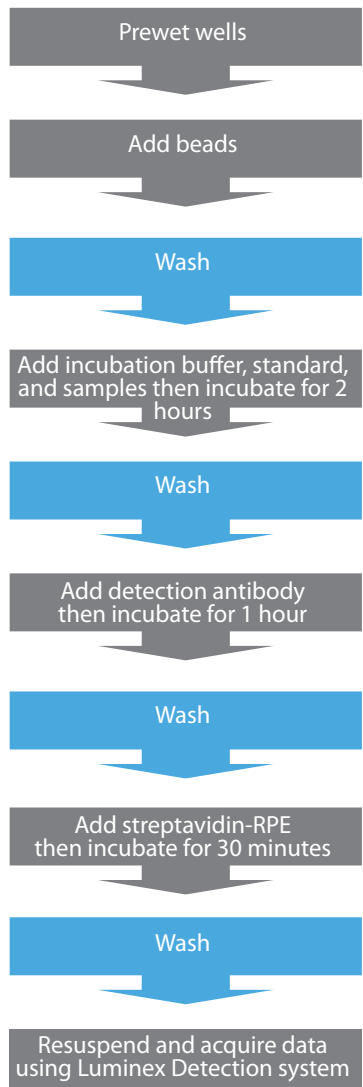 Prewet wells
Add beads
Wash
Add incubation buffer, standard,
and samples then incubate for 2
hours
Wash
Add detection antibody
then incubate for 1 hour
Wash
Add streptavidin-RPE
then incubate for 30 minutes
Wash
Resuspend and acquire data
using Luminex Detection system